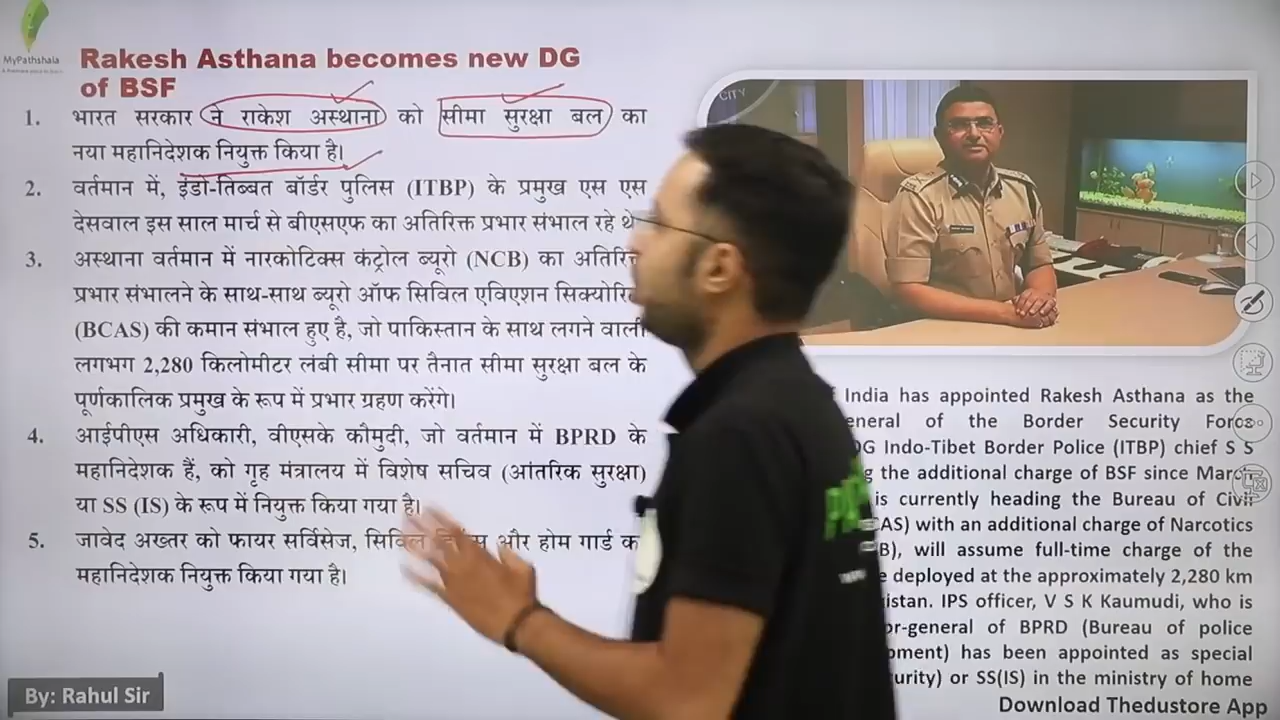 MyPathshala
Rakesh Asthana becomes new DG
of BSF
1. भारत सरकार ने राकेश अस्थाना को सीमा सुरक्षा बल का
नया महानिदेशक नियुक्त किया है।
2. वर्तमान में, इंडो-तिब्बत बॉर्डर पुलिस (ITBP) के प्रमुख एस एस
देसवाल इस साल मार्च से बीएसएफ का अतिरिक्त प्रभार संभाल रहे
3. अस्थाना वर्तमान में नारकोटिक्स कंट्रोल ब्यूरो (NCB) का
प्रभार संभालने के साथ-साथ ब्यूरो ऑफ सिविल एविएशन
(BCAS) की कमान संभाल हुए है, जो पाकिस्तान के साथ लगने वाली
लगभग 2,280 किलोमीटर लंबी सीमा पर तैनात सीमा सुरक्षा बल के
पूर्णकालिक प्रमुख के रूप में प्रभार ग्रहण करेंगे।
4. आईपीएस अधिकारी, वीएसके कौमुदी, जो वर्तमान में BPRD के
महानिदेशक हैं, को गृह मंत्रालय में विशेष सचिव (आंतरिक सुरक्षा)
या SS (IS) के रूप में नियुक्त किया गया है।
5. जावेद अख्तर को फायर सर्विसेज, सिविल और होम गार्ड
महानिदेशक नियुक्त किया गया है।
CITY
India has appointed Rakesh Asthana as the
eneral of the Border Security Force
DG Indo-Tibet Border Police (ITBP) chief S S
g the additional charge of BSF since March
is currently heading the Bureau of Civil
AS) with an additional charge of Narcotics
B), will assume full-time charge of the
e deployed at the approximately 2,280 km
istan. IPS officer, V S K Kaumudi, who is
or-general of BPRD (Bureau of police
pment) has been appointed as special
urity) or SS(IS) in the ministry of home
By: Rahul Sir
Download Thedustore App